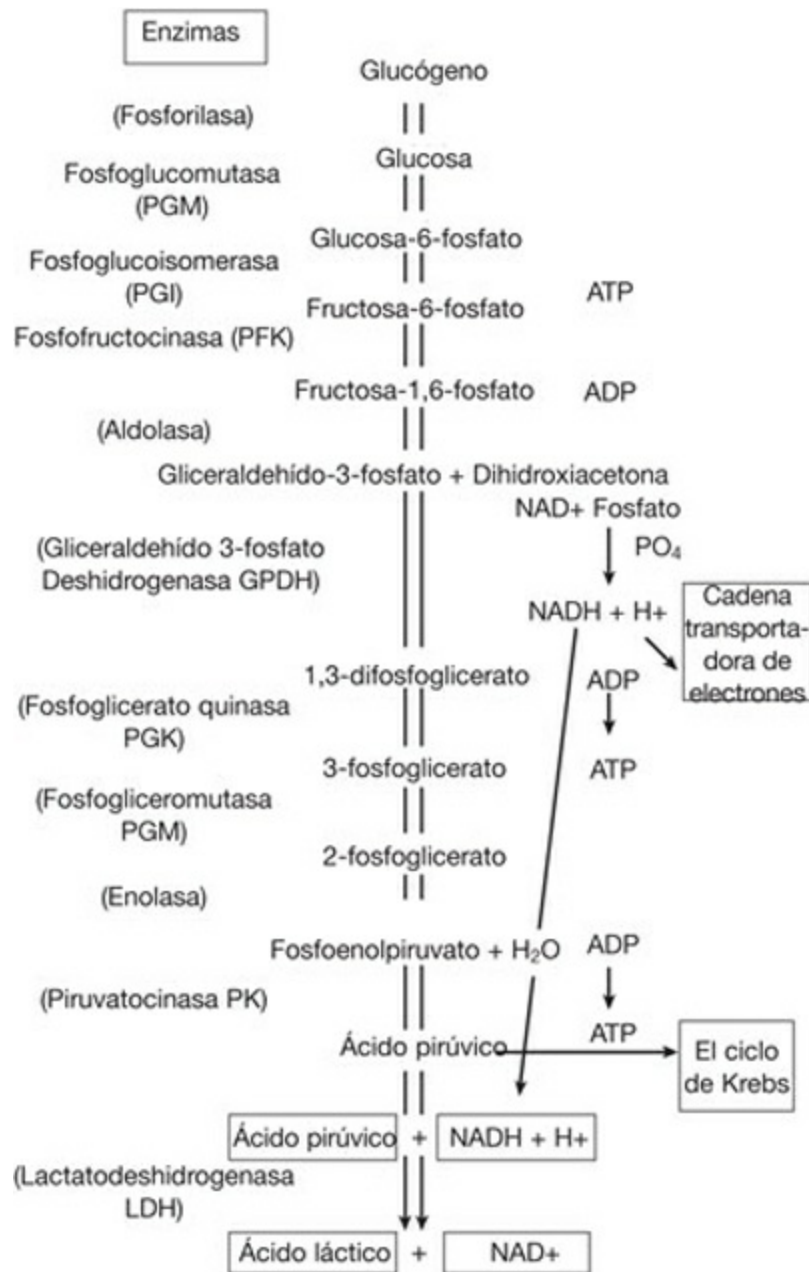 Enzimas
Glucógeno
(Fosforilasa)
Glucosa
Fosfoglucomutasa
(PGM)
Glucosa-6-fosfato
Fosfoglucoisomerasa
(PGI)
ATP
Fructosa-6-fosfato
Fosfofructocinasa (PFK)
Fructosa-1,6-fosfato
ADP
(Aldolasa)
Gliceraldehído-3-fosfato + Dihidroxiacetona
NAD+ Fosfato
(Gliceraldehído 3-fosfato
Deshidrogenasa GPDH)
PO₄
NADH + H+
Cadena
transporta-
dora de
electrones
1,3-difosfoglicerato
ADP
(Fosfoglicerato quinasa
PGK)
3-fosfoglicerato
ATP
(Fosfogliceromutasa
PGM)
2-fosfoglicerato
(Enolasa)
Fosfoenolpiruvato + H₂O
ADP
(Piruvatocinasa PK)
ATP
Ácido pirúvico
El ciclo
de Krebs
Ácido pirúvico + NADH + H+
(Lactatodeshidrogenasa
LDH)
Ácido láctico + NAD+